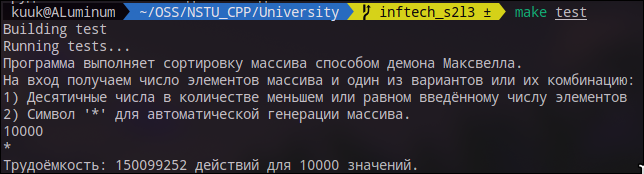 kuuk@ALuminum ~/OSS/NSTU_CPP/University inftech_s2l3 ± make test
Building test
Running tests...
Программа выполняет сортировку массива способом демона Максвелла.
На вход получаем число элементов массива и один из вариантов или их комбинацию:
1) Десятичные числа в количестве меньшем или равном введённому числу элементов
2) Символ '*' для автоматической генерации массива.
10000
*
Трудоёмкость: 150099252 действий для 10000 значений.